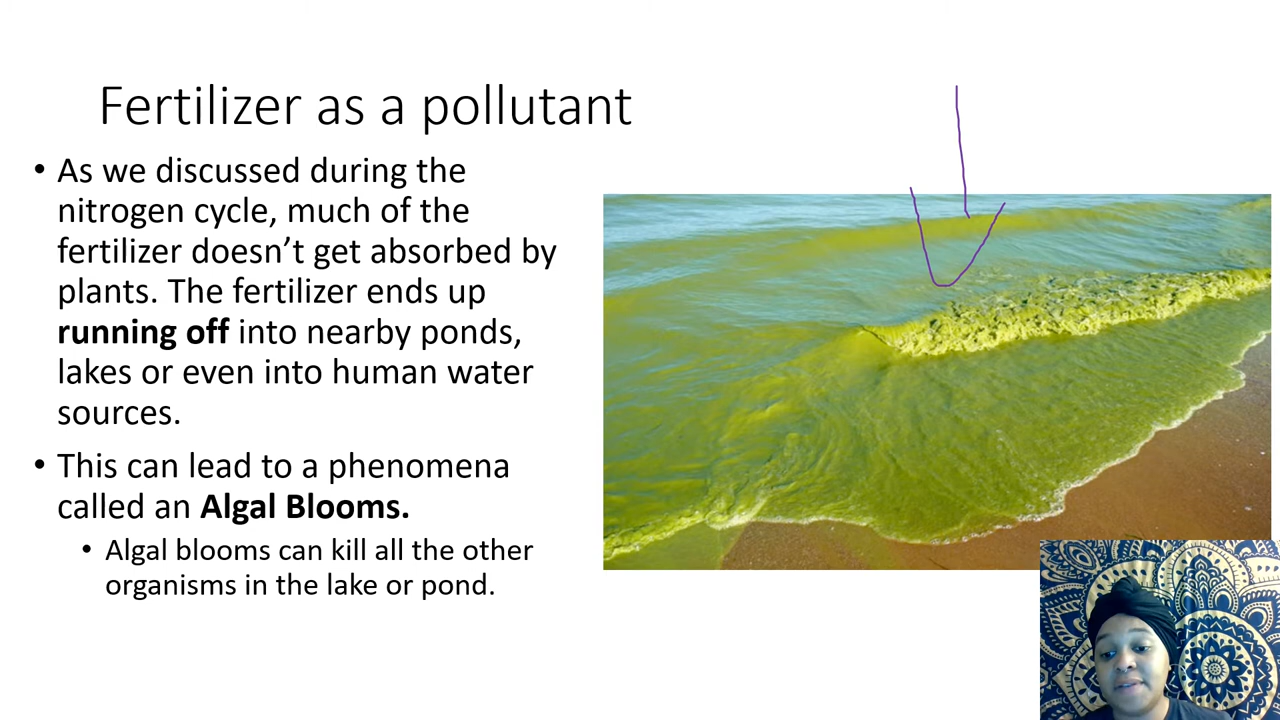 Fertilizer as a pollutant
• As we discussed during the
nitrogen cycle, much of the
fertilizer doesn’t get absorbed by
plants. The fertilizer ends up
running off into nearby ponds,
lakes or even into human water
sources.
• This can lead to a phenomena
called an Algal Blooms.
• Algal blooms can kill all the other
organisms in the lake or pond.